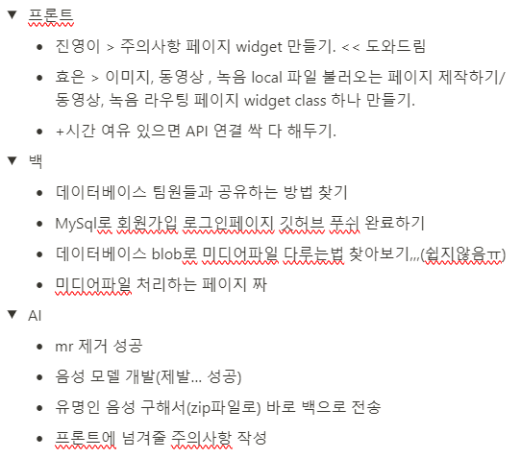 프론트
진영이 > 주의사항 페이지 widget 만들기. << 도와드림
효은 > 이미지, 동영상 , 녹음 local 파일 불러오는 페이지 제작하기/
동영상, 녹음 라우팅 페이지 widget class 하나 만들기.
+시간 여유 있으면 API 연결 싹 다 해두기.
백
데이터베이스 팀원들과 공유하는 방법 찾기
MySql로 회원가입 로그인페이지 깃허브 푸쉬 완료하기
데이터베이스 blob로 미디어파일 다루는법 찾아보기,,,(쉽지않음ㅠ)
미디어파일 처리하는 페이지 짜
AI
mr 제거 성공
음성 모델 개발(제발... 성공)
유명인 음성 구해서(zip파일로) 바로 백으로 전송
프론트에 넘겨줄 주의사항 작성